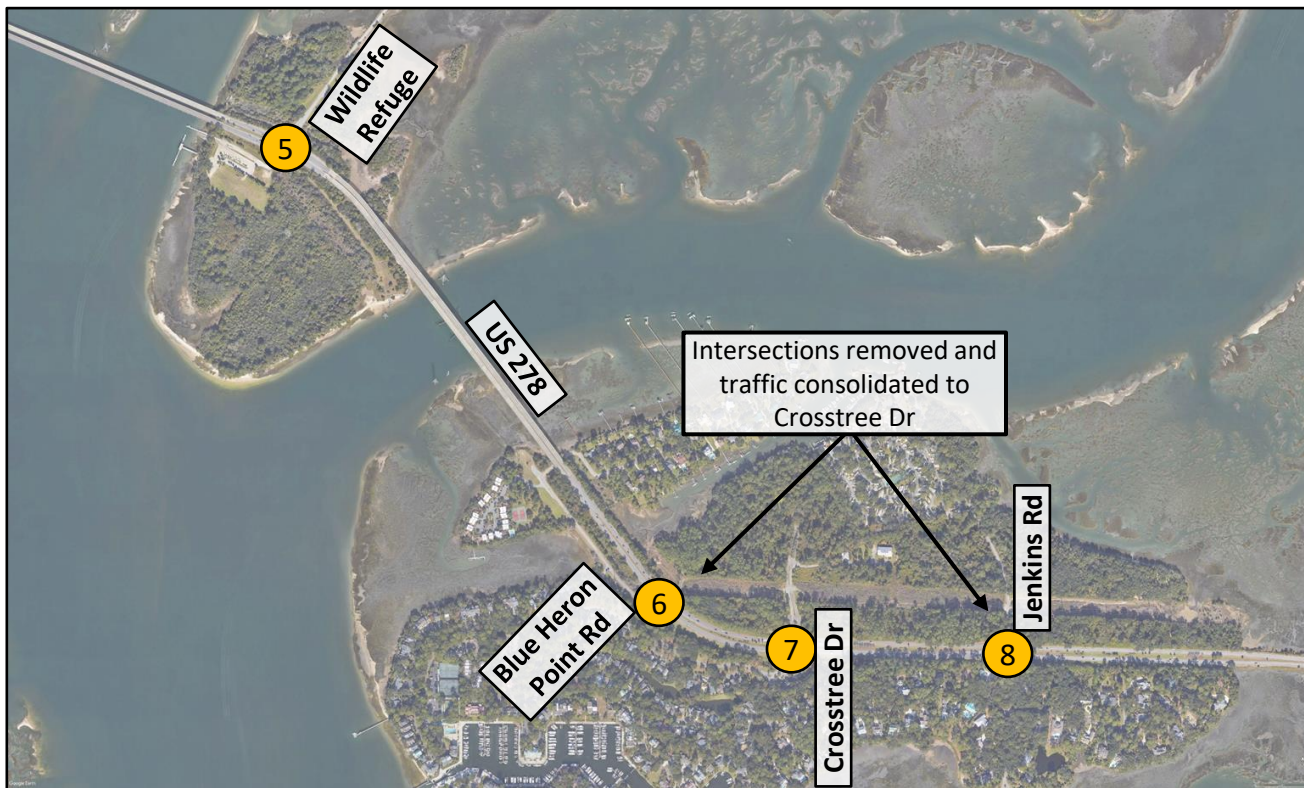 Wildlife
Refuge
5
US 278
Intersections removed and
traffic consolidated to
Crosstree Dr
Jenkins Rd
6
Blue Heron
Point Rd
7
Crosstree Dr
8